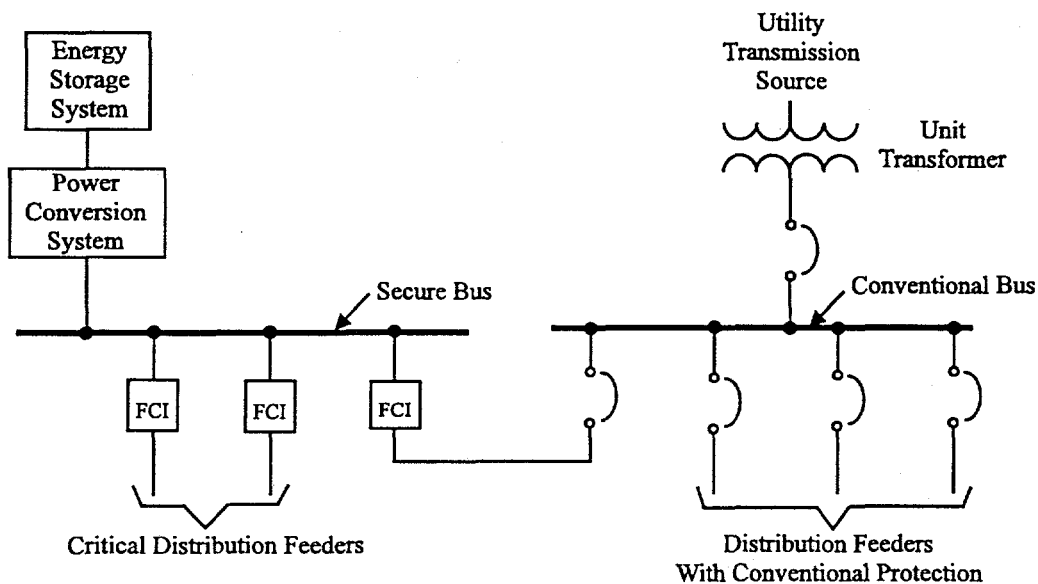 Energy
Storage
System
Power
Conversion
System
Utility
Transmission
Source
Unit
Transformer
Secure Bus
Conventional Bus
FCI
FCI
FCI
Critical Distribution Feeders
Distribution Feeders
With Conventional Protection